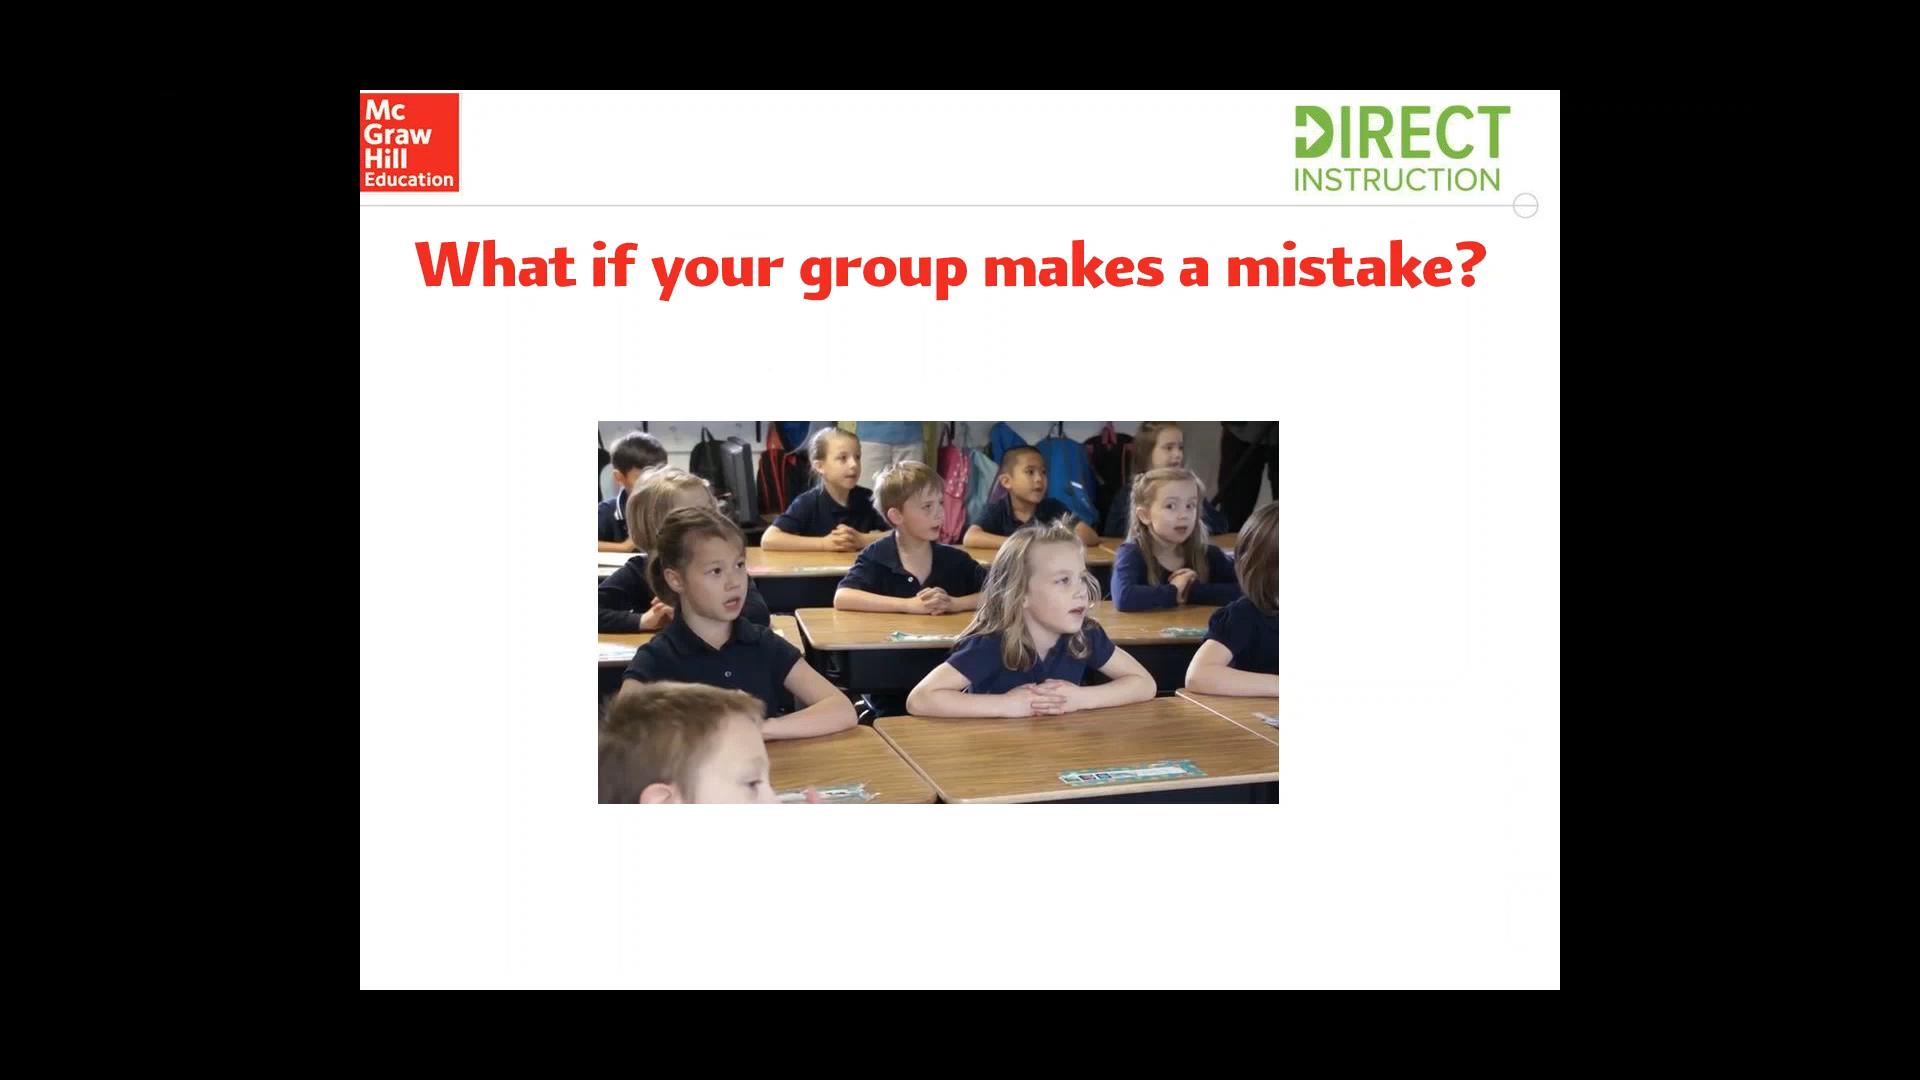 Mc
Graw
Hill
Education
DIRECT
INSTRUCTION
What if your group makes a mistake?